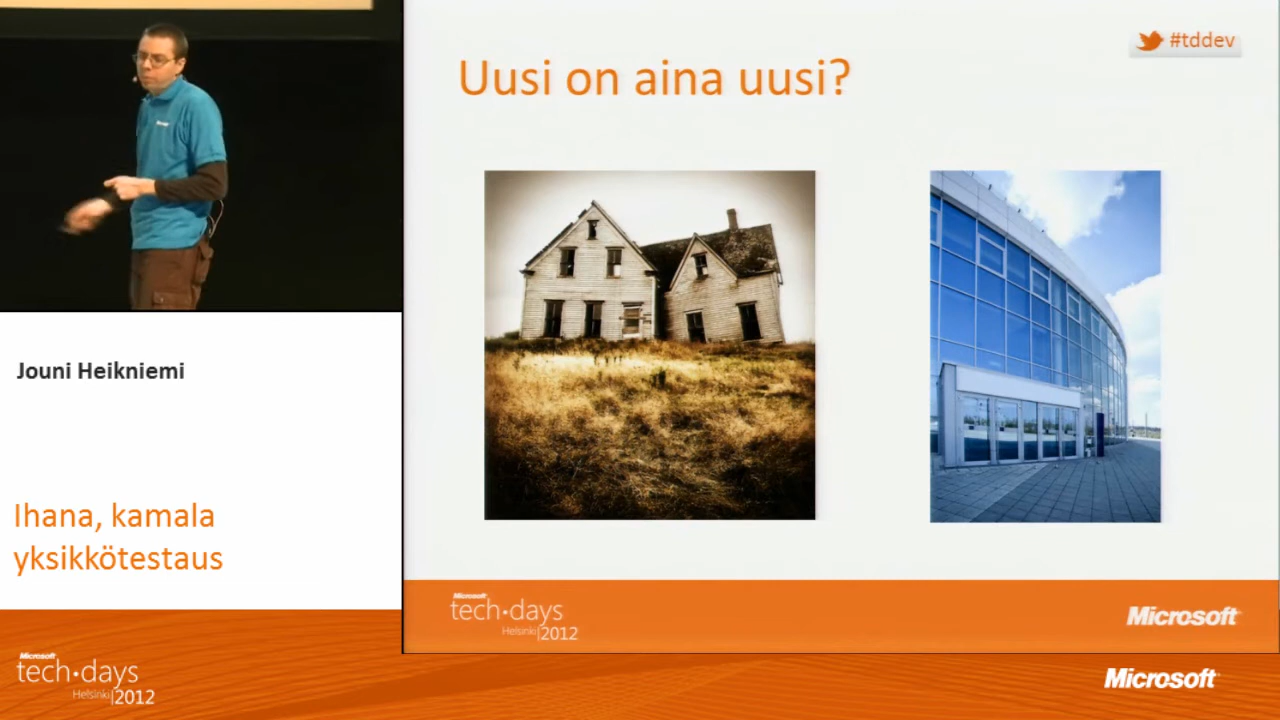 #tddev
Uusi on aina uusi?
Jouni Heikniemi
Ihana, kamala
yksikkötestaus
Microsoft
tech·days
Helsinki|2012
Microsoft
Microsoft
tech·days
Helsinki|2012
Microsoft